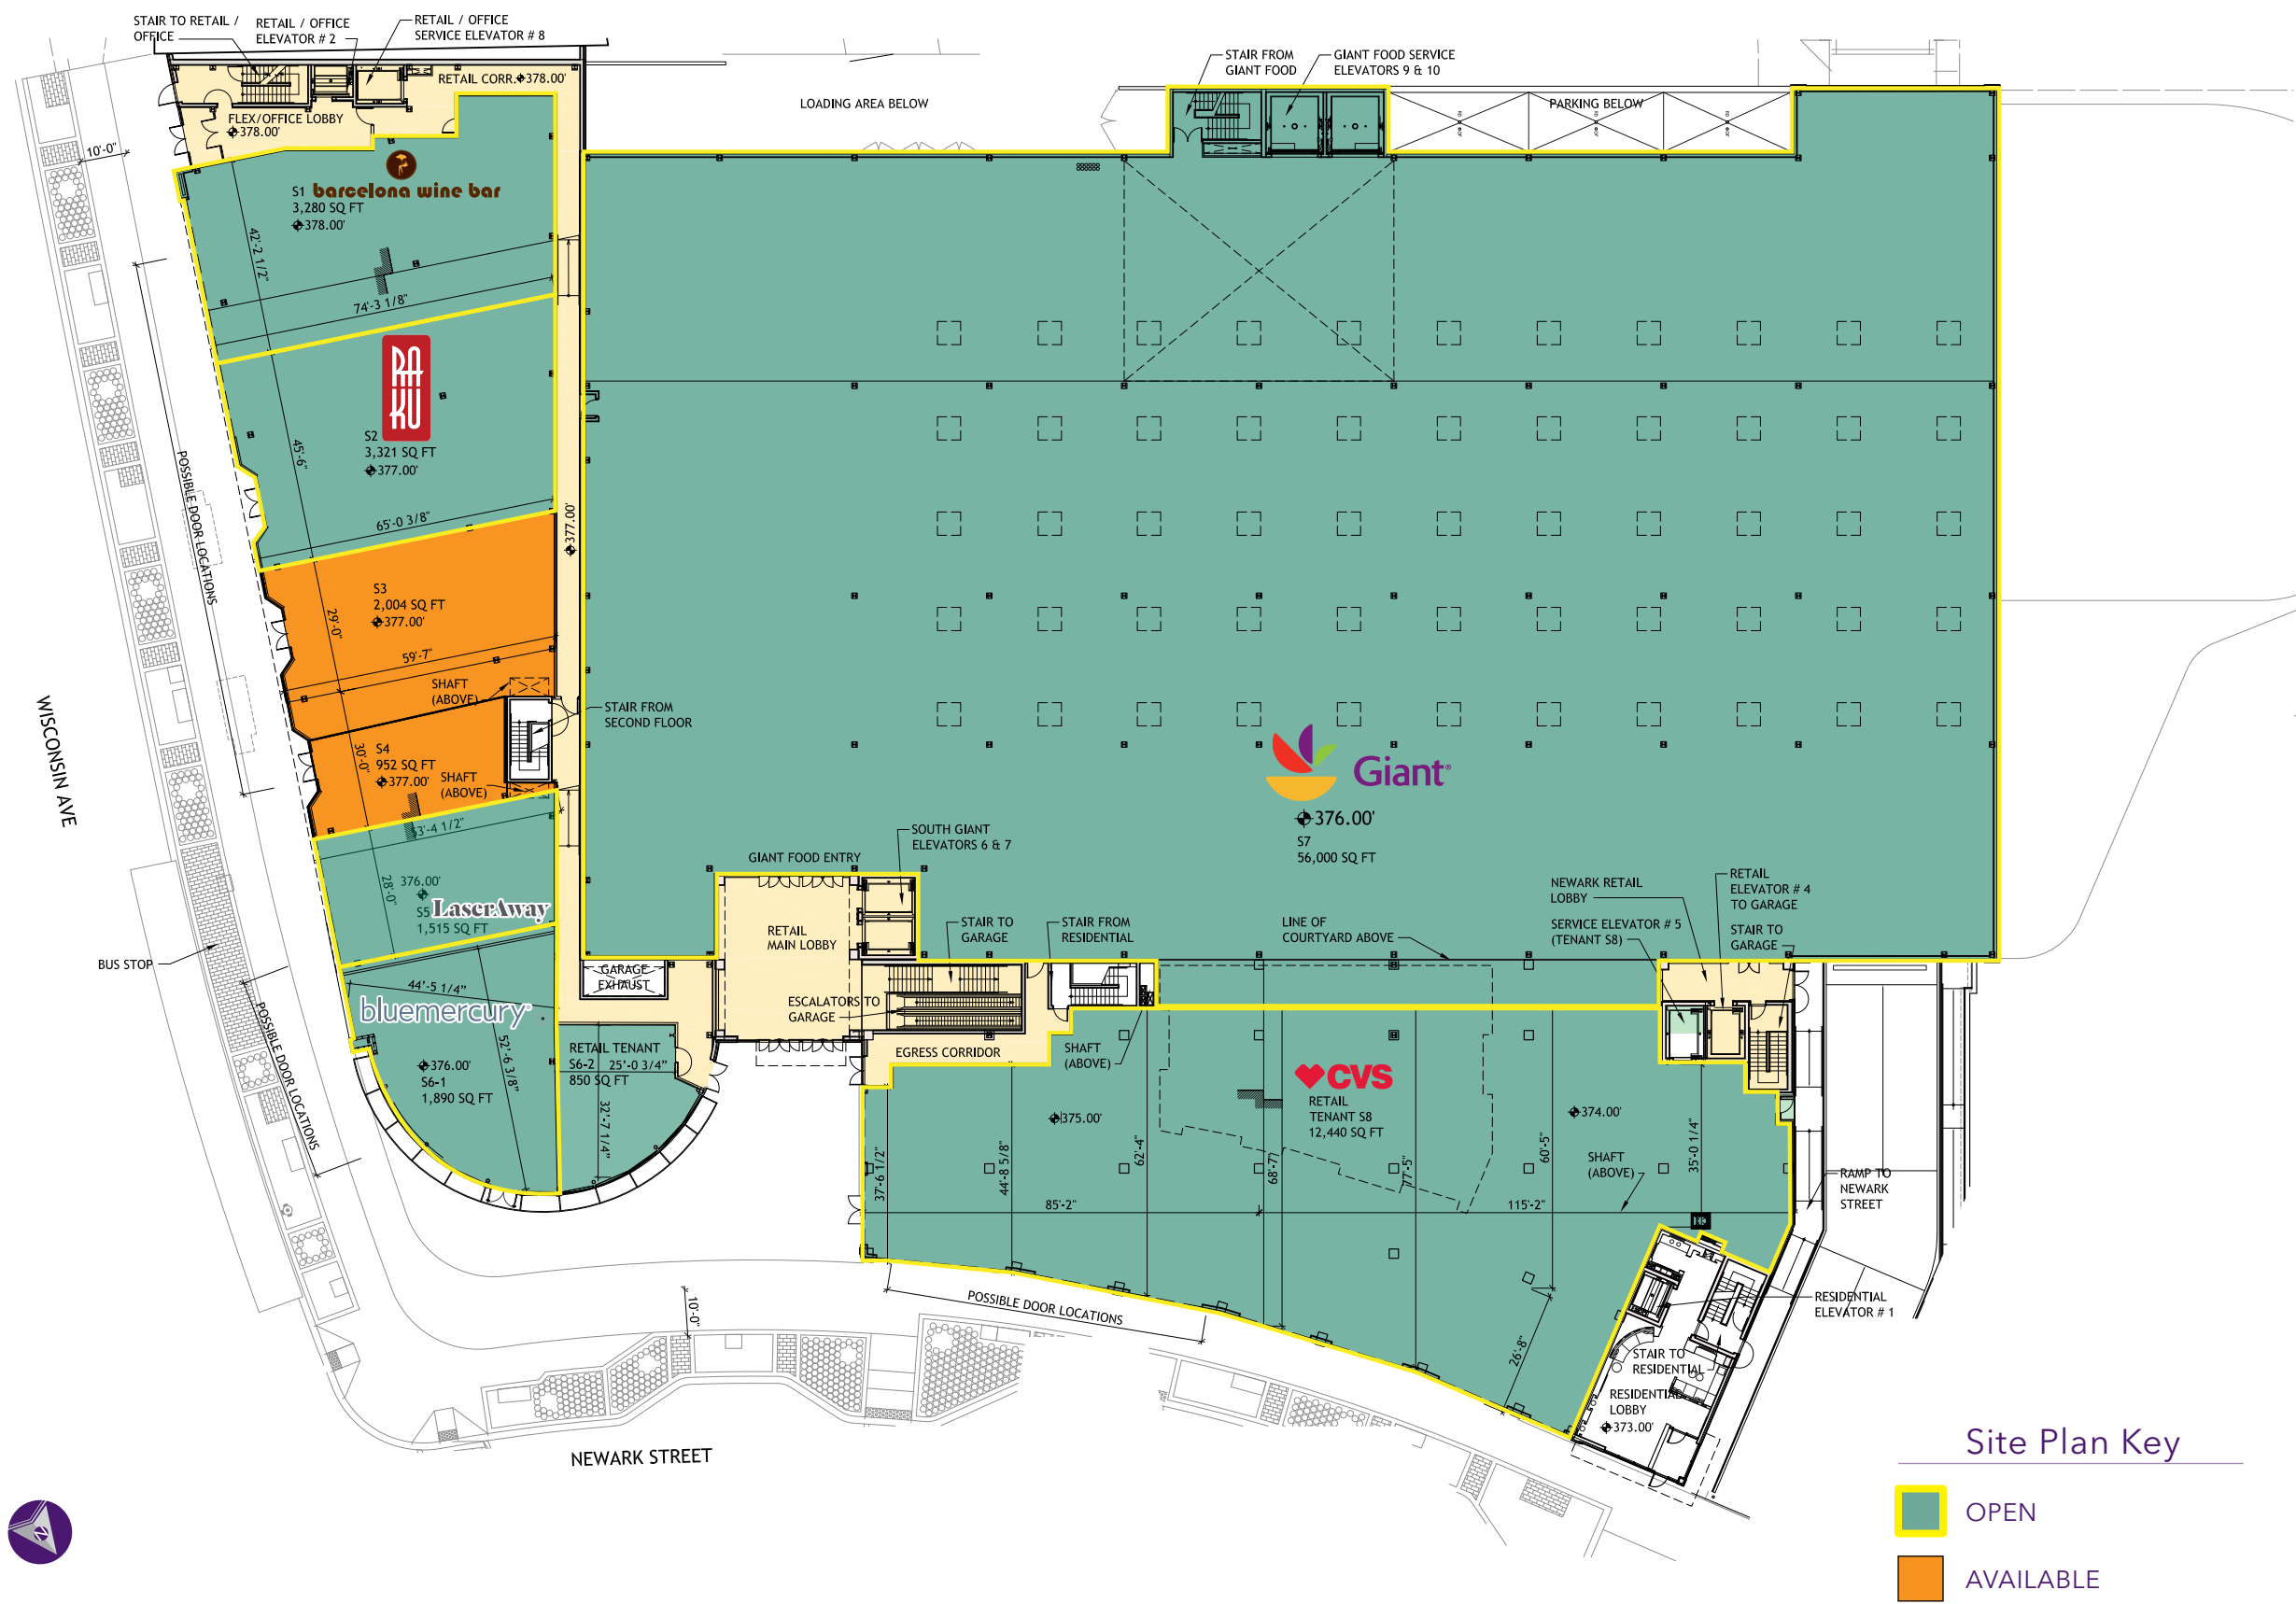 STAIR TO RETAIL /
OFFICE
RETAIL / OFFICE
ELEVATOR # 2
RETAIL / OFFICE
SERVICE ELEVATOR # 8
RETAIL CORR. 378.00'
FLEX/OFFICE LOBBY
378.00'
LOADING AREA BELOW
STAIR FROM
GIANT FOOD
GIANT FOOD SERVICE
ELEVATORS 9 & 10
PARKING BELOW
10'-0"
S1 barcelona wine bar
3,280 SQ FT
378.00'
42'-2 1/2"
74'-3 1/8"
RAKU
S2
3,321 SQ FT
377.00'
45'-6"
65'-0 3/8"
377.00'
POSSIBLE DOOR LOCATIONS
S3
2,004 SQ FT
377.00'
29'-0"
59'-7"
SHAFT
(ABOVE)
STAIR FROM
SECOND FLOOR
S4
952 SQ FT
377.00'
30'-0"
SHAFT
(ABOVE)
WISCONSIN AVE
53'-4 1/2"
28'-0"
376.00'
S5 LaserAway
1,515 SQ FT
BUS STOP
POSSIBLE DOOR LOCATIONS
44'-5 1/4"
bluemercury
52'-6 3/8"
376.00'
S6-1
1,890 SQ FT
RETAIL TENANT
S6-2 25'-0 3/4"
850 SQ FT
32'-7 1/4"
Giant
376.00'
S7
56,000 SQ FT
GIANT FOOD ENTRY
SOUTH GIANT
ELEVATORS 6 & 7
RETAIL
MAIN LOBBY
GARAGE
EXHAUST
STAIR TO
GARAGE
STAIR FROM
RESIDENTIAL
ESCALATORS TO
GARAGE
EGRESS CORRIDOR
SHAFT
(ABOVE)
LINE OF
COURTYARD ABOVE
NEWARK RETAIL
LOBBY
SERVICE ELEVATOR # 5
(TENANT S8)
RETAIL
ELEVATOR # 4
TO GARAGE
STAIR TO
GARAGE
CVS
RETAIL
TENANT S8
12,440 SQ FT
375.00'
374.00'
37'-6 1/2"
44'-8 5/8"
62'-4"
68'-7"
77'-5"
60'-5"
35'-0 1/4"
85'-2"
115'-2"
26'-8"
SHAFT
(ABOVE)
RAMP TO
NEWARK
STREET
RESIDENTIAL
ELEVATOR # 1
STAIR TO
RESIDENTIAL
RESIDENTIAL
LOBBY
373.00'
POSSIBLE DOOR LOCATIONS
10'-0"
NEWARK STREET
N
Site Plan Key
OPEN
AVAILABLE